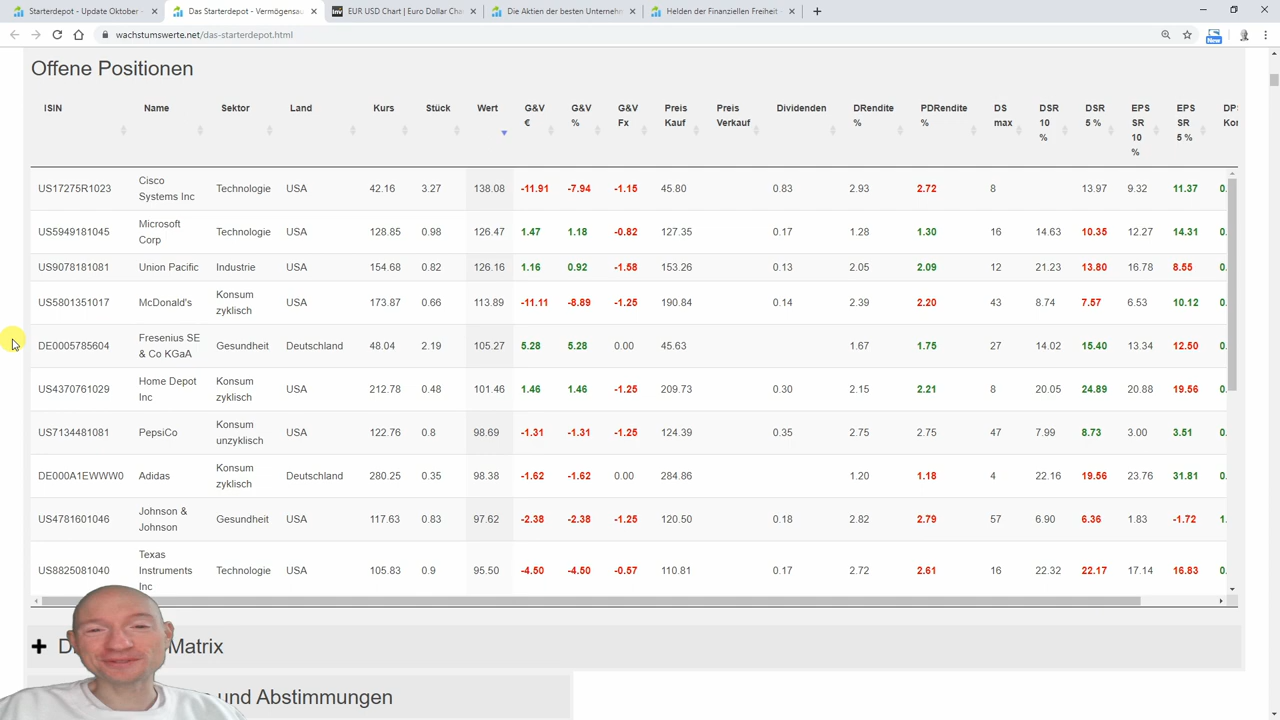 Starterdepot - Update Oktober -
Das Starterdepot - Vermögensau
EUR USD Chart | Euro Dollar Cha
Die Aktien der besten Unternehm
Helden der Finanziellen Freiheit
wachstumswerte.net/das-starterdepot.html
New
Offene Positionen
ISIN Name Sektor Land Kurs Stück Wert G&V € G&V % G&V Fx Preis Kauf Preis Verkauf Dividenden DRendite % PDRendite % DS max DSR 10 % DSR 5 % EPS SR 10 % EPS SR 5 % DPS Kor
US17275R1023 Cisco Systems Inc Technologie USA 42.16 3.27 138.08 -11.91 -7.94 -1.15 45.80 0.83 2.93 2.72 8 13.97 9.32 11.37 0.
US5949181045 Microsoft Corp Technologie USA 128.85 0.98 126.47 1.47 1.18 -0.82 127.35 0.17 1.28 1.30 16 14.63 10.35 12.27 14.31 0.
US9078181081 Union Pacific Industrie USA 154.68 0.82 126.16 1.16 0.92 -1.58 153.26 0.13 2.05 2.09 12 21.23 13.80 16.78 8.55 0.
US5801351017 McDonald's Konsum zyklisch USA 173.87 0.66 113.89 -11.11 -8.89 -1.25 190.84 0.14 2.39 2.20 43 8.74 7.57 6.53 10.12 0.
DE0005785604 Fresenius SE & Co KGaA Gesundheit Deutschland 48.04 2.19 105.27 5.28 5.28 0.00 45.63 1.67 1.75 27 14.02 15.40 13.34 12.50 0.
US4370761029 Home Depot Inc Konsum zyklisch USA 212.78 0.48 101.46 1.46 1.46 -1.25 209.73 0.30 2.15 2.21 8 20.05 24.89 20.88 19.56 0.
US7134481081 PepsiCo Konsum unzyklisch USA 122.76 0.8 98.69 -1.31 -1.31 -1.25 124.39 0.35 2.75 2.75 47 7.99 8.73 3.00 3.51 0.
DE000A1EWWW0 Adidas Konsum zyklisch Deutschland 280.25 0.35 98.38 -1.62 -1.62 0.00 284.86 1.20 1.18 4 22.16 19.56 23.76 31.81 0.
US4781601046 Johnson & Johnson Gesundheit USA 117.63 0.83 97.62 -2.38 -2.38 -1.25 120.50 0.18 2.82 2.79 57 6.90 6.36 1.83 -1.72 1.
US8825081040 Texas Instruments Inc Technologie USA 105.83 0.9 95.50 -4.50 -4.50 -0.57 110.81 0.17 2.72 2.61 16 22.32 22.17 17.14 16.83 0.
Matrix
und Abstimmungen